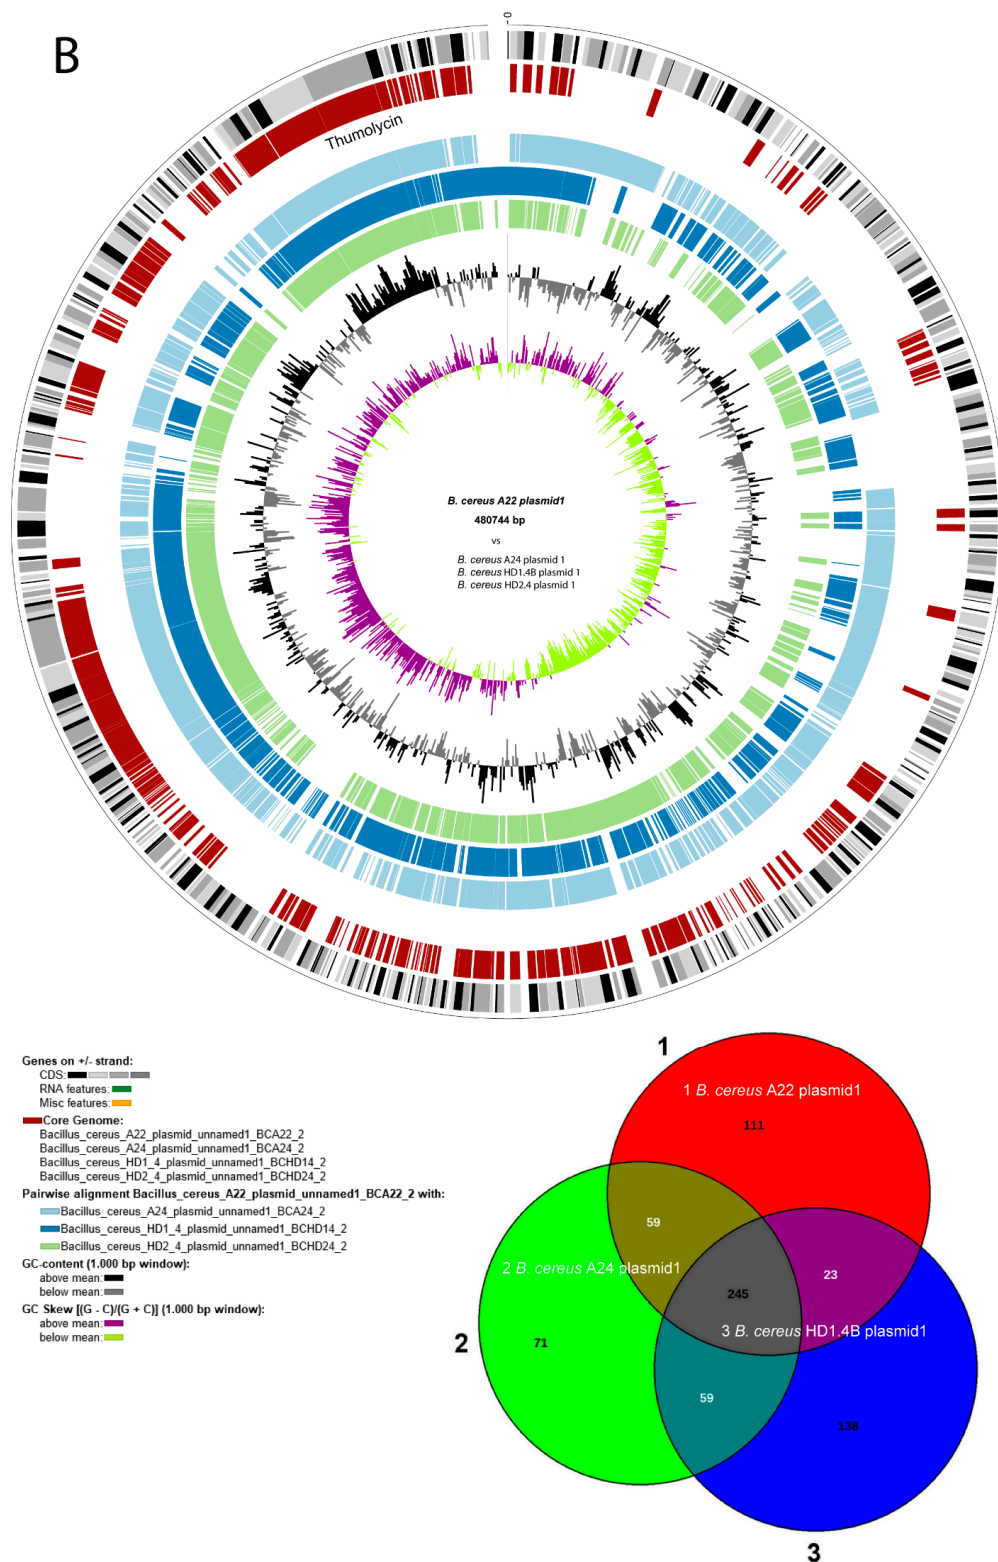 B
0
Thumolycin
B. cereus A22 plasmid1
480744 bp
vs
B. cereus A24 plasmid 1
B. cereus HD1.4B plasmid 1
B. cereus HD2.4 plasmid 1
Genes on +/- strand:
CDS:
RNA features:
Misc features:
Core Genome:
Bacillus_cereus_A22_plasmid_unnamed1_BCA22_2
Bacillus_cereus_A24_plasmid_unnamed1_BCA24_2
Bacillus_cereus_HD1_4_plasmid_unnamed1_BCHD14_2
Bacillus_cereus_HD2_4_plasmid_unnamed1_BCHD24_2
Pairwise alignment Bacillus_cereus_A22_plasmid_unnamed1_BCA22_2 with:
Bacillus_cereus_A24_plasmid_unnamed1_BCA24_2
Bacillus_cereus_HD1_4_plasmid_unnamed1_BCHD14_2
Bacillus_cereus_HD2_4_plasmid_unnamed1_BCHD24_2
GC-content (1.000 bp window):
above mean:
below mean:
GC Skew [(G - C)/(G + C)] (1.000 bp window):
above mean:
below mean:
1
1 B. cereus A22 plasmid1
111
59
2 B. cereus A24 plasmid1
23
245
3 B. cereus HD1.4B plasmid1
2
71
59
138
3